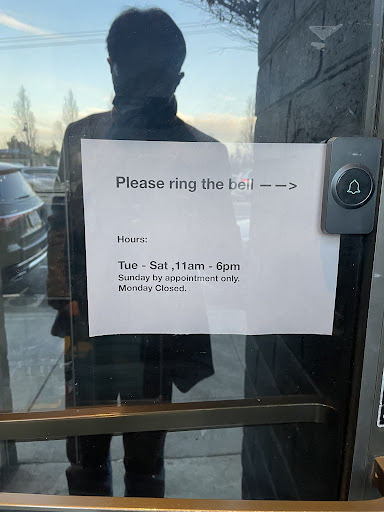 Please ring the bell — —>
Hours:
Tue - Sat ,11am - 6pm
Sunday by appointment only.
Monday Closed.